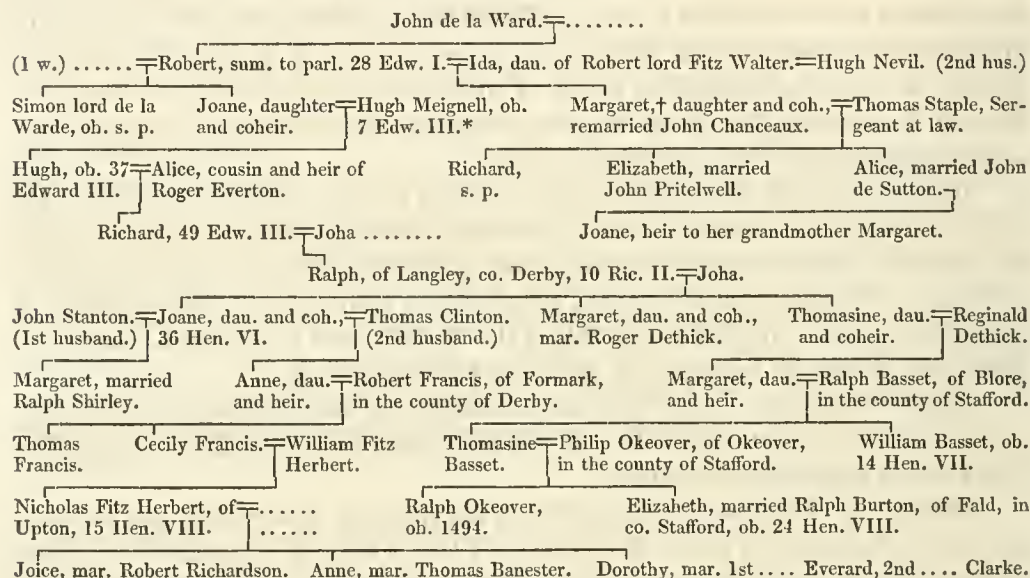 John de la Ward. = ........
(1 w.) ...... = Robert, sum. to parl. 28 Edw. I. = Ida, dau. of Robert lord Fitz Walter. = Hugh Nevil. (2nd hus.)
Simon lord de la Joane, daughter = Hugh Meignell, ob. Margaret,† daughter and coh., = Thomas Staple, Ser-
Warde, ob. s. p. and coheir. 7 Edw. III.* remarried John Chanceaux. geant at law.
Hugh, ob. 37 = Alice, cousin and heir of Richard, Elizabeth, married Alice, married John
Edward III. Roger Everton. s. p. John Pritelwell. de Sutton.
Richard, 49 Edw. III. = Joha ........ Joane, heir to her grandmother Margaret.
Ralph, of Langley, co. Derby, 10 Ric. II. = Joha.
John Stanton. = Joane, dau. and coh., = Thomas Clinton. Margaret, dau. and coh., Thomasine, dau. = Reginald
(1st husband.) 36 Hen. VI. (2nd husband.) mar. Roger Dethick. and coheir. Dethick.
Margaret, married Anne, dau. = Robert Francis, of Formark, Margaret, dau. = Ralph Basset, of Blore,
Ralph Shirley. and heir. in the county of Derby. and heir. in the county of Stafford.
Thomas Cecily Francis. = William Fitz Thomasine = Philip Okeover, of Okeover, William Basset, ob.
Francis. Herbert. Basset. in the county of Stafford. 14 Hen. VII.
Nicholas Fitz Herbert, of = ...... Ralph Okeover, Elizabeth, married Ralph Burton, of Fald, in
Upton, 15 Hen. VIII. ...... ob. 1494. co. Stafford, ob. 24 Hen. VIII.
Joice, mar. Robert Richardson. Anne, mar. Thomas Banester. Dorothy, mar. 1st .... Everard, 2nd .... Clarke.